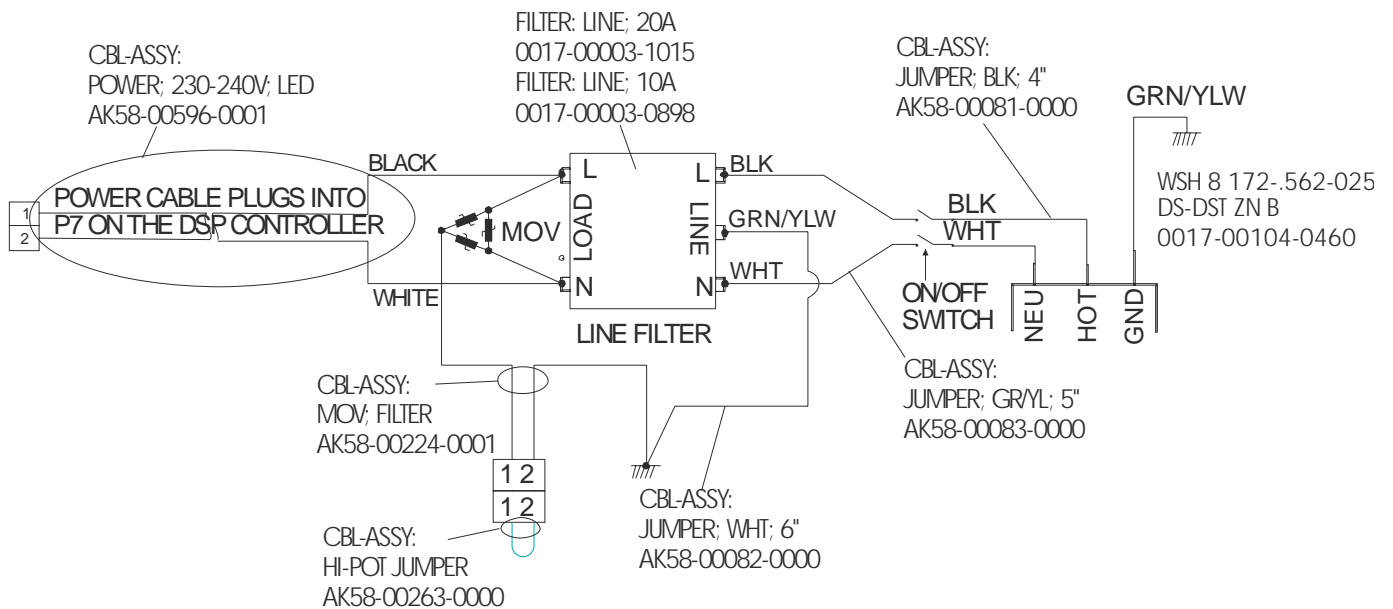 FILTER: LINE; 20A
0017-00003-1015
FILTER: LINE; 10A
0017-00003-0898
CBL-ASSY:
POWER; 230-240V; LED
AK58-00596-0001
CBL-ASSY:
JUMPER; BLK; 4"
AK58-00081-0000
GRN/YLW
WSH 8 172-.562-025
DS-DST ZN B
0017-00104-0460
BLACK
POWER CABLE PLUGS INTO
P7 ON THE DSP CONTROLLER
1
2
WHITE
MOV
L
LOAD
N
L
LINE
N
LINE FILTER
BLK
GRN/YLW
WHT
BLK
WHT
ON/OFF
SWITCH
NEU
HOT
GND
CBL-ASSY:
MOV; FILTER
AK58-00224-0001
1 2
1 2
CBL-ASSY:
HI-POT JUMPER
AK58-00263-0000
CBL-ASSY:
JUMPER; WHT; 6"
AK58-00082-0000
CBL-ASSY:
JUMPER; GR/YL; 5"
AK58-00083-0000